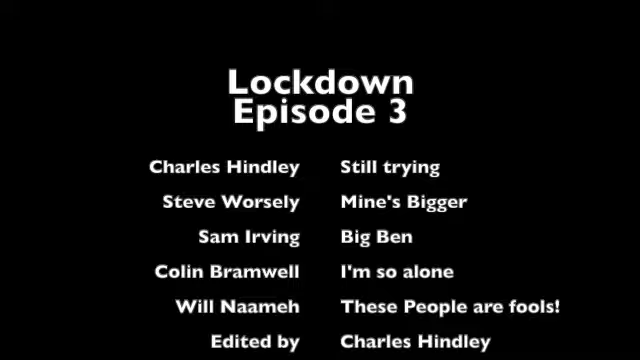 Lockdown
Episode 3
Charles Hindley Still trying
Steve Worsely Mine's Bigger
Sam Irving Big Ben
Colin Bramwell I'm so alone
Will Naameh These People are fools!
Edited by Charles Hindley